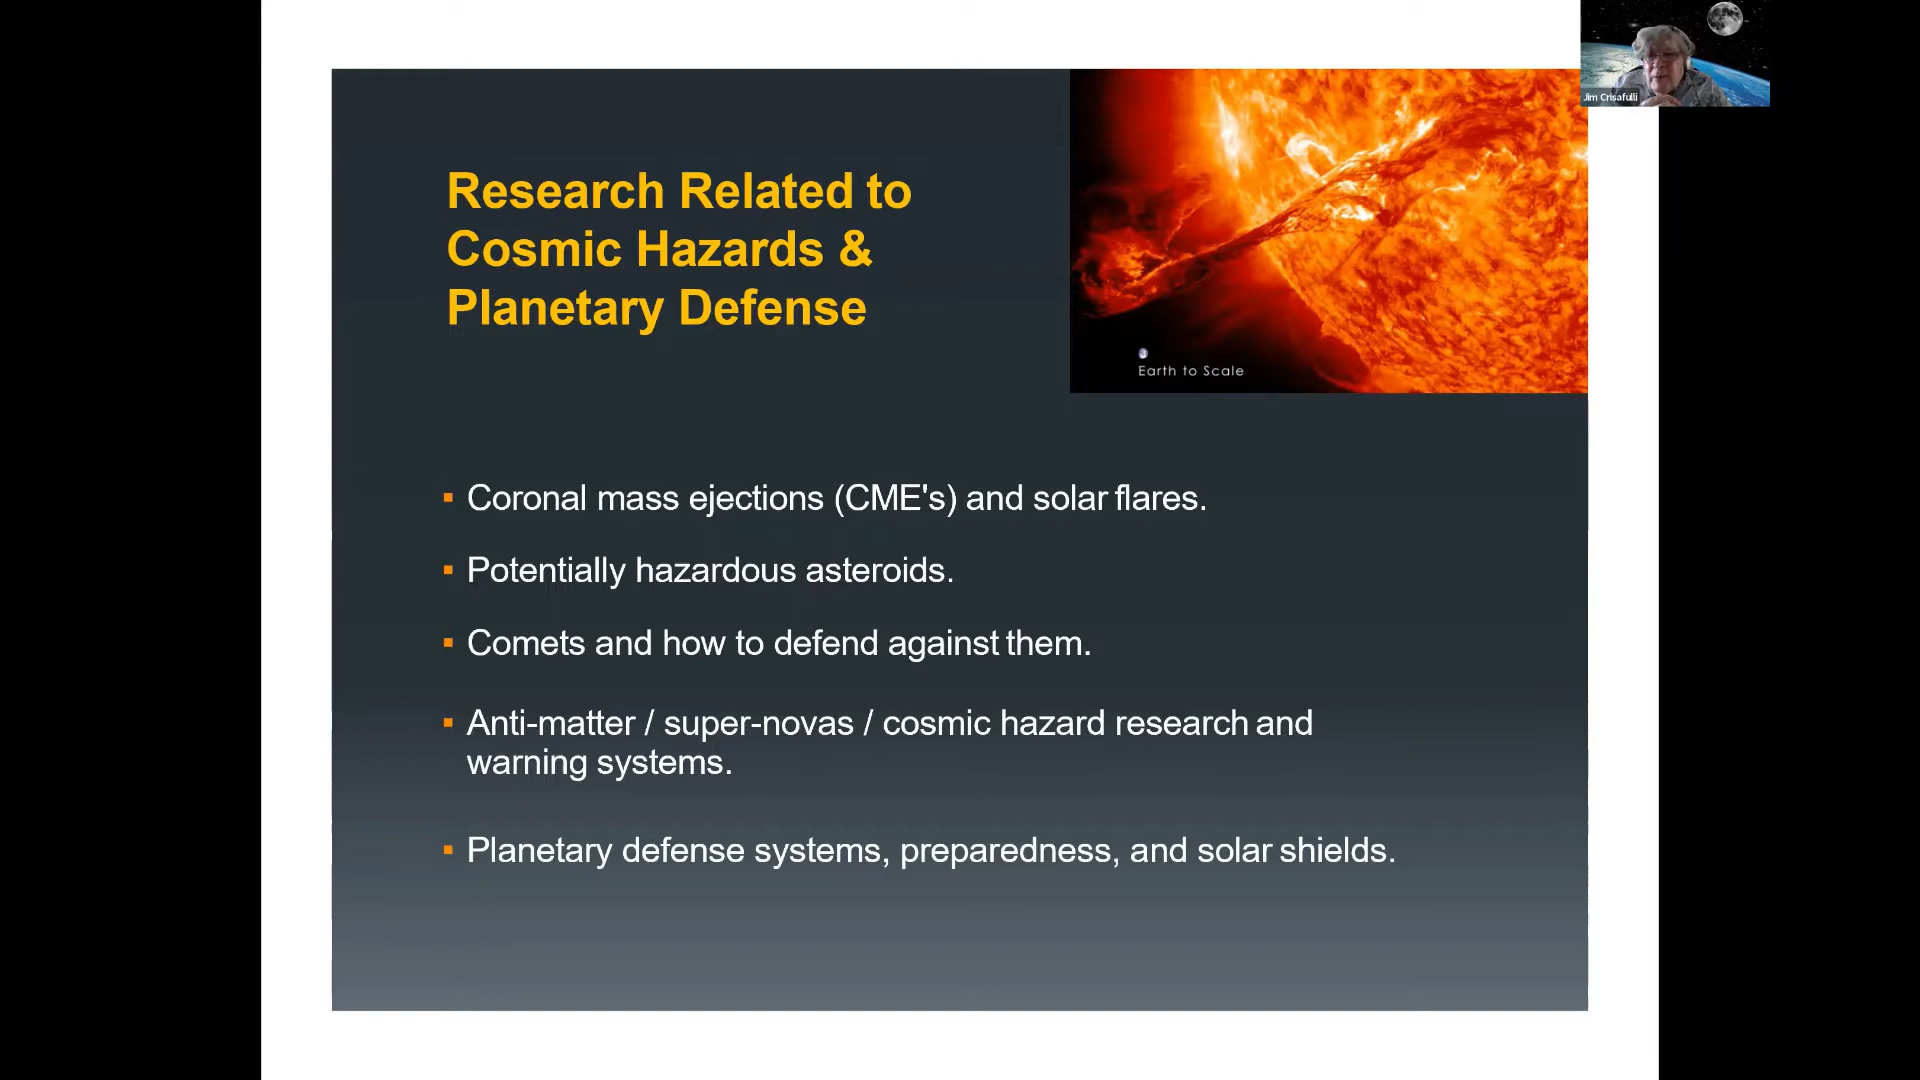 Jim Crisafulli
Research Related to
Cosmic Hazards &
Planetary Defense
Earth to Scale
▪ Coronal mass ejections (CME's) and solar flares.
▪ Potentially hazardous asteroids.
▪ Comets and how to defend against them.
▪ Anti-matter / super-novas / cosmic hazard research and
warning systems.
▪ Planetary defense systems, preparedness, and solar shields.